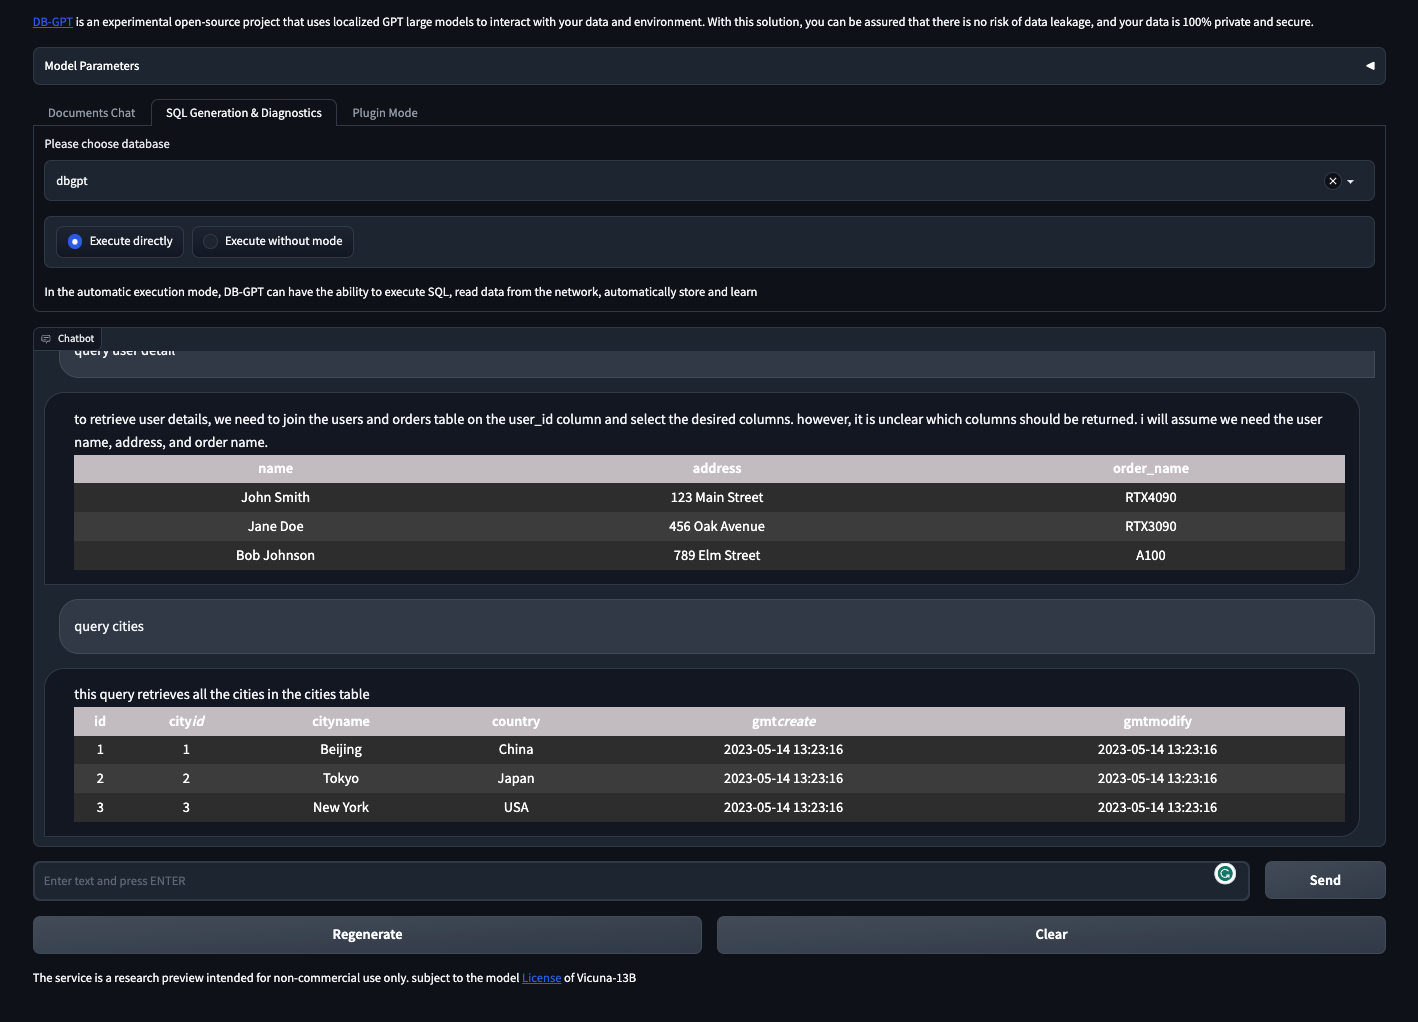 DB-GPT is an experimental open-source project that uses localized GPT large models to interact with your data and environment. With this solution, you can be assured that there is no risk of data leakage, and your data is 100% private and secure.
Model Parameters
Documents Chat SQL Generation & Diagnostics Plugin Mode
Please choose database
dbgpt
Execute directly Execute without mode
In the automatic execution mode, DB-GPT can have the ability to execute SQL, read data from the network, automatically store and learn
Chatbot
query user detail
to retrieve user details, we need to join the users and orders table on the user_id column and select the desired columns. however, it is unclear which columns should be returned. i will assume we need the user
name, address, and order name.
name address order_name
John Smith 123 Main Street RTX4090
Jane Doe 456 Oak Avenue RTX3090
Bob Johnson 789 Elm Street A100
query cities
this query retrieves all the cities in the cities table
id cityid cityname country gmtcreate gmtmodify
1 1 Beijing China 2023-05-14 13:23:16 2023-05-14 13:23:16
2 2 Tokyo Japan 2023-05-14 13:23:16 2023-05-14 13:23:16
3 3 New York USA 2023-05-14 13:23:16 2023-05-14 13:23:16
Enter text and press ENTER
Send
Regenerate Clear
The service is a research preview intended for non-commercial use only. subject to the model License of Vicuna-13B